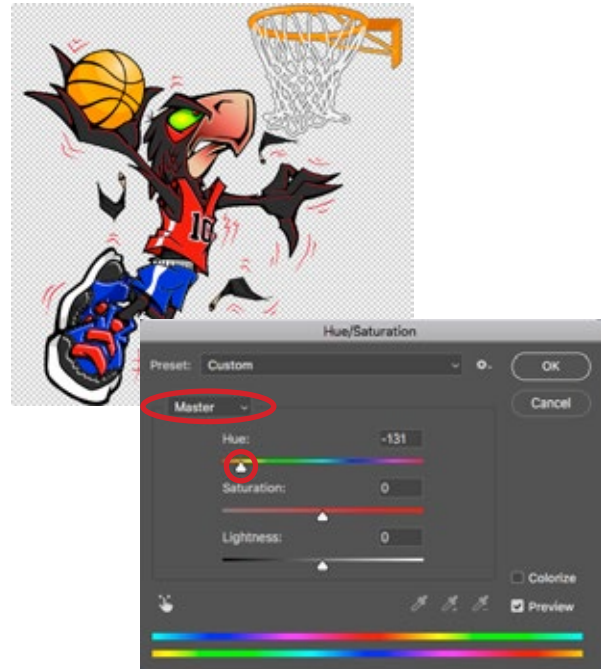 10
Hue/Saturation
Preset: Custom
OK
Master
Cancel
Hue: -131
Saturation: 0
Lightness: 0
Colorize
Preview